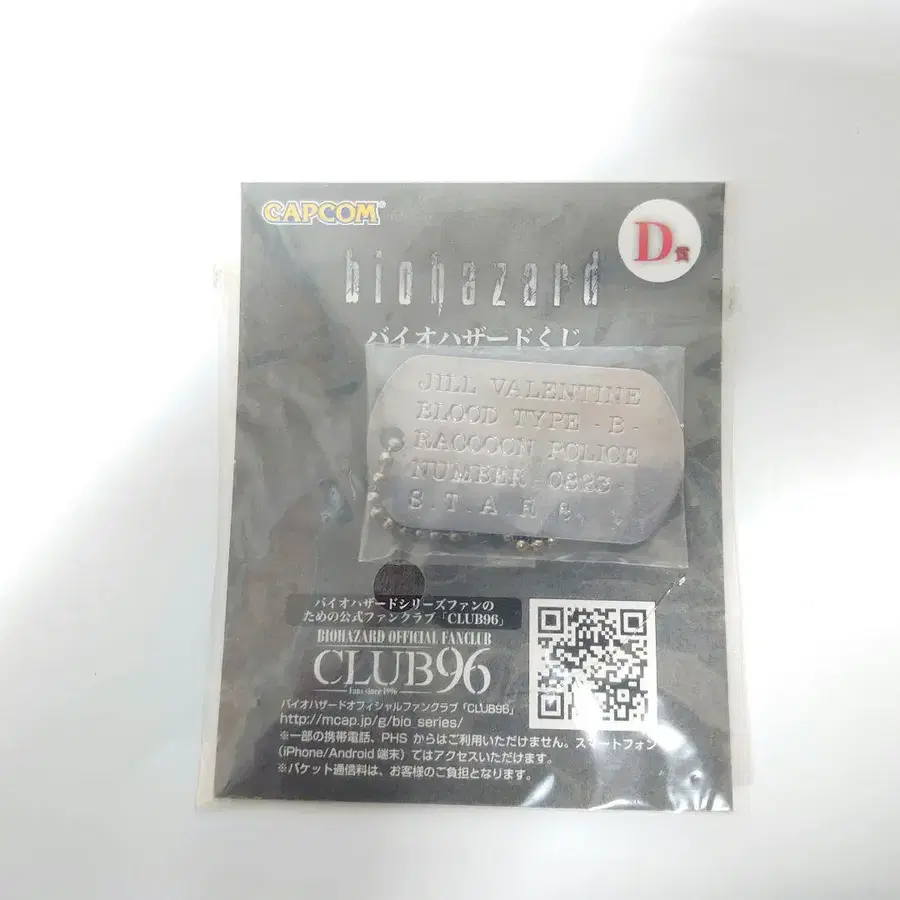 CAPCOM®
D賞
biohazard
バイオハザードくじ
JILL VALENTINE
BLOOD TYPE -B-
RACCOON POLICE
NUMBER -0823-
S.T.A.R.S.
バイオハザードシリーズファンの
ための公式ファンクラブ「CLUB96」
BIOHAZARD OFFICIAL FANCLUB
CLUB96
Fans since 1996
バイオハザードオフィシャルファンクラブ「CLUB96」
http://mcap.jp/g/bio series/
※一部の携帯電話、PHS からはご利用いただけません。スマートフォン
（iPhone/Android 端末）ではアクセスいただけます。
※パケット通信料は、お客様のご負担となります。